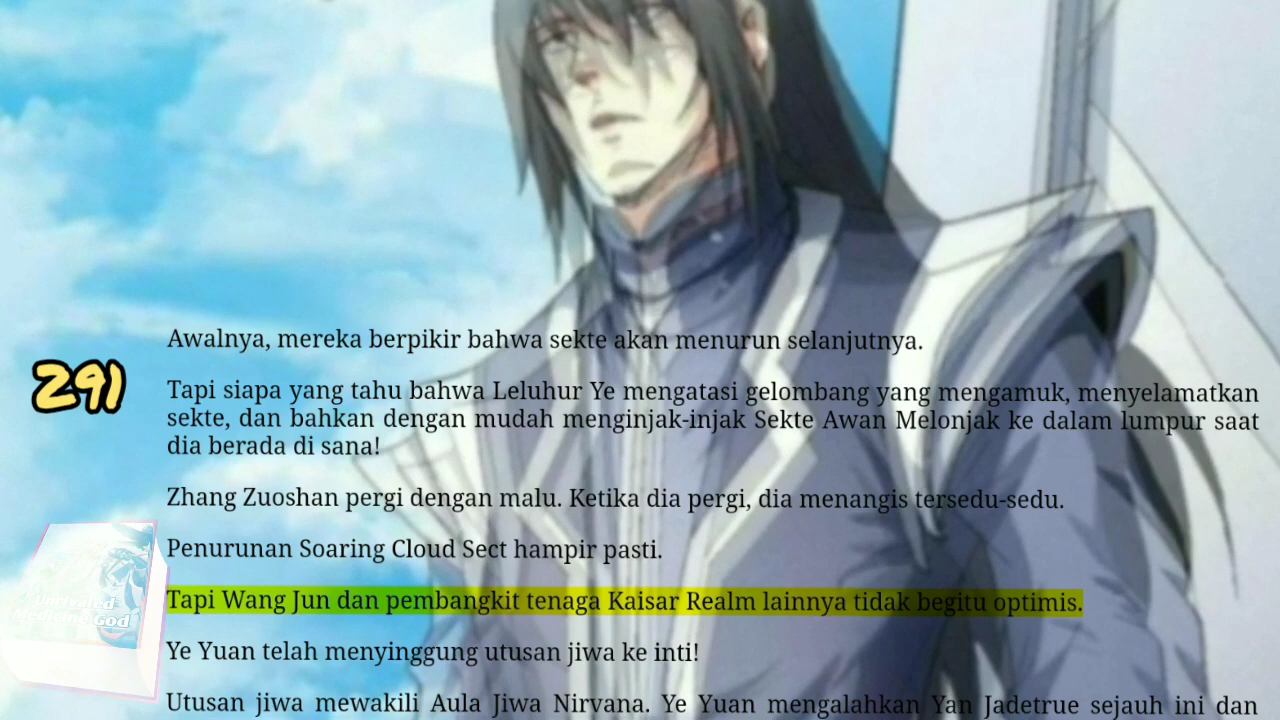 Awalnya, mereka berpikir bahwa sekte akan menurun selanjutnya.
291
Tapi siapa yang tahu bahwa Leluhur Ye mengatasi gelombang yang mengamuk, menyelamatkan
sekte, dan bahkan dengan mudah menginjak-injak Sekte Awan Melonjak ke dalam lumpur saat
dia berada di sana!
Zhang Zuoshan pergi dengan malu. Ketika dia pergi, dia menangis tersedu-sedu.
Penurunan Soaring Cloud Sect hampir pasti.
Tapi Wang Jun dan pembangkit tenaga Kaisar Realm lainnya tidak begitu optimis.
Unrivaled
Medicine God
Ye Yuan telah menyinggung utusan jiwa ke inti!
Utusan jiwa mewakili Aula Jiwa Nirvana. Ye Yuan mengalahkan Yan Jadetrue sejauh ini dan